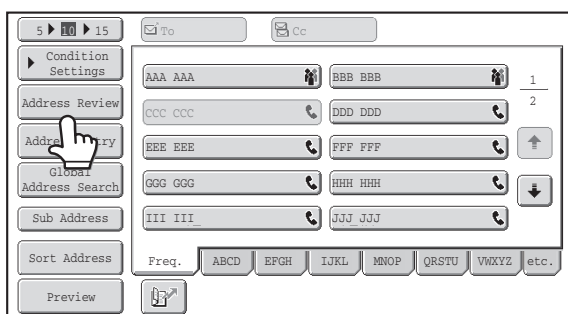 5 10 15
To
Cc
Condition
Settings
Address Review
Global
Address Search
Sub Address
Sort Address
Preview
AAA AAA
BBB BBB
1
2
CCC CCC
DDD DDD
EEE EEE
FFF FFF
GGG GGG
HHH HHH
III III
JJJ JJJ
Freq.
ABCD
EFGH
IJKL
MNOP
QRSTU
VWXYZ
etc.